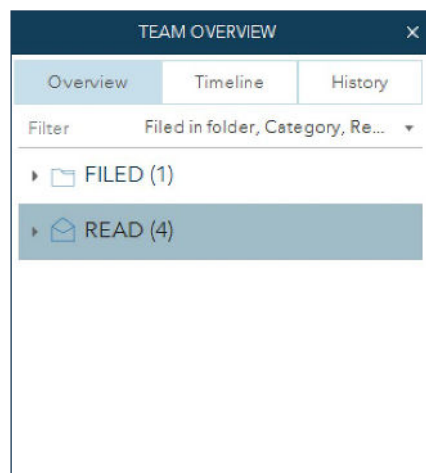 TEAM OVERVIEW
Overview Timeline History
Filter Filed in folder, Category, Re...
FILED (1)
READ (4)